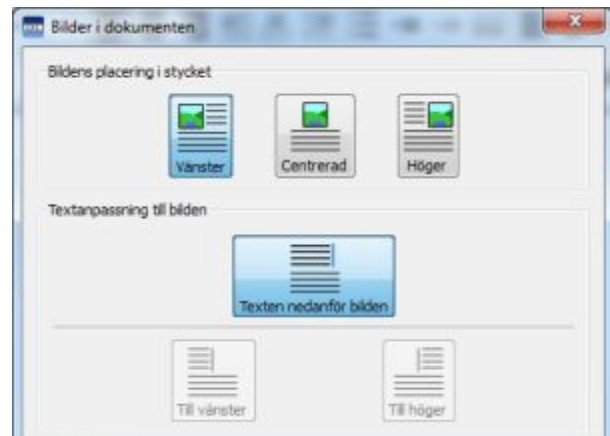 Bilder i dokumenten
Bildens placering i stycket
Vänster
Centrerad
Höger
Textanpassning till bilden
Texten nedanför bilden
Till vänster
Till höger